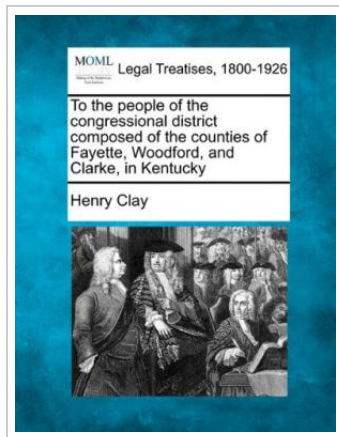 MOML
Legal Treatises, 1800-1926
To the people of the
congressional district
composed of the counties of
Fayette, Woodford, and
Clarke, in Kentucky
Henry Clay